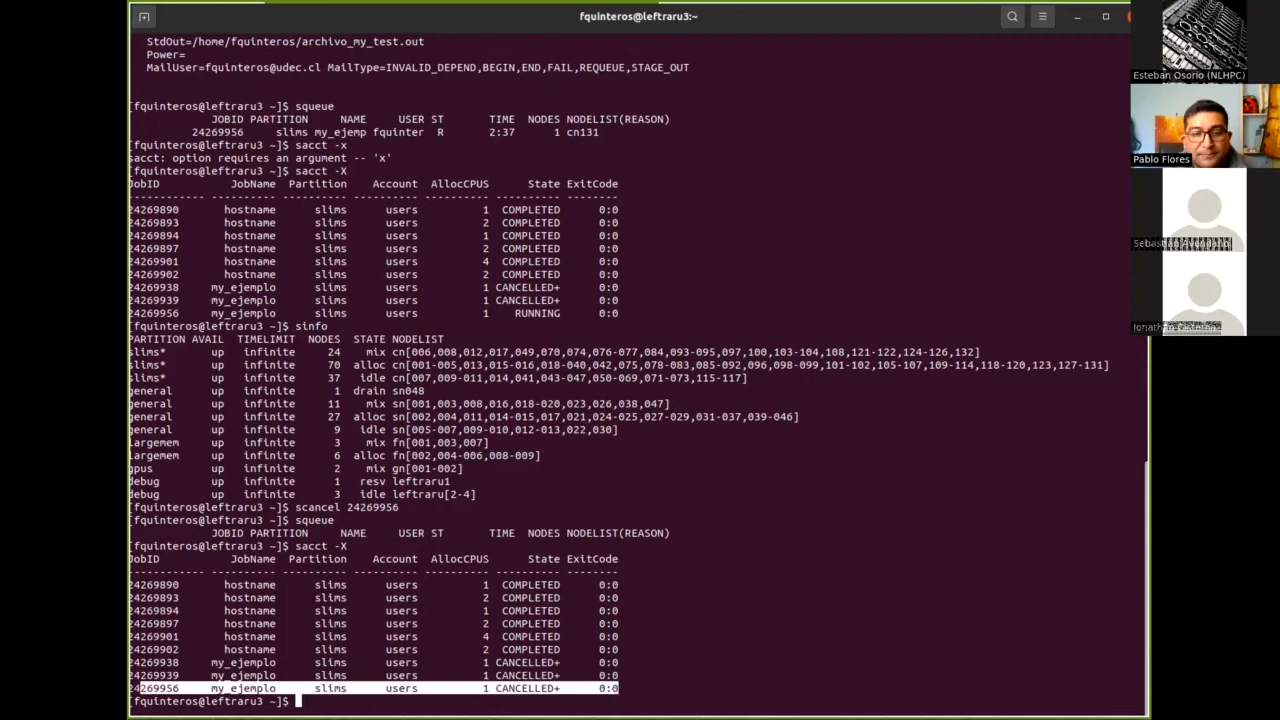 fquinteros@leftraru3:~
StdOut=/home/fquinteros/archivo_my_test.out
Power=
MailUser=fquinteros@udec.cl MailType=INVALID_DEPEND,BEGIN,END,FAIL,REQUEUE,STAGE_OUT
[fquinteros@leftraru3 ~]$ squeue
JOBID PARTITION NAME USER ST TIME NODES NODELIST(REASON)
24269956 slims my_ejemp fquinter R 2:37 1 cn131
[fquinteros@leftraru3 ~]$ sacct -x
sacct: option requires an argument -- 'x'
[fquinteros@leftraru3 ~]$ sacct -X
JobID JobName Partition Account AllocCPUS State ExitCode
------------ ---------- ---------- ---------- ---------- ---------- --------
24269890 hostname slims users 1 COMPLETED 0:0
24269893 hostname slims users 2 COMPLETED 0:0
24269894 hostname slims users 1 COMPLETED 0:0
24269897 hostname slims users 2 COMPLETED 0:0
24269901 hostname slims users 4 COMPLETED 0:0
24269902 hostname slims users 2 COMPLETED 0:0
24269938 my_ejemplo slims users 1 CANCELLED+ 0:0
24269939 my_ejemplo slims users 1 CANCELLED+ 0:0
24269956 my_ejemplo slims users 1 RUNNING 0:0
[fquinteros@leftraru3 ~]$ sinfo
PARTITION AVAIL TIMELIMIT NODES STATE NODELIST
slims* up infinite 24 mix cn[006,008,012,017,049,070,074,076-077,084,093-095,097,100,103-104,108,121-122,124-126,132]
slims* up infinite 70 alloc cn[001-005,013,015-016,018-040,042,075,078-083,085-092,096,098-099,101-102,105-107,109-114,118-120,123,127-131]
slims* up infinite 37 idle cn[007,009-011,014,041,043-047,050-069,071-073,115-117]
general up infinite 1 drain sn048
general up infinite 11 mix sn[001,003,008,016,018-020,023,026,038,047]
general up infinite 27 alloc sn[002,004,011,014-015,017,021,024-025,027-029,031-037,039-046]
general up infinite 9 idle sn[005-007,009-010,012-013,022,030]
largemem up infinite 3 mix fn[001,003,007]
largemem up infinite 6 alloc fn[002,004-006,008-009]
gpus up infinite 2 mix gn[001-002]
debug up infinite 1 resv leftraru1
debug up infinite 3 idle leftraru[2-4]
[fquinteros@leftraru3 ~]$ scancel 24269956
[fquinteros@leftraru3 ~]$ squeue
JOBID PARTITION NAME USER ST TIME NODES NODELIST(REASON)
[fquinteros@leftraru3 ~]$ sacct -X
JobID JobName Partition Account AllocCPUS State ExitCode
------------ ---------- ---------- ---------- ---------- ---------- --------
24269890 hostname slims users 1 COMPLETED 0:0
24269893 hostname slims users 2 COMPLETED 0:0
24269894 hostname slims users 1 COMPLETED 0:0
24269897 hostname slims users 2 COMPLETED 0:0
24269901 hostname slims users 4 COMPLETED 0:0
24269902 hostname slims users 2 COMPLETED 0:0
24269938 my_ejemplo slims users 1 CANCELLED+ 0:0
24269939 my_ejemplo slims users 1 CANCELLED+ 0:0
24269956 my_ejemplo slims users 1 CANCELLED+ 0:0
[fquinteros@leftraru3 ~]$
Esteban Osorio (NLHPC)
Pablo Flores